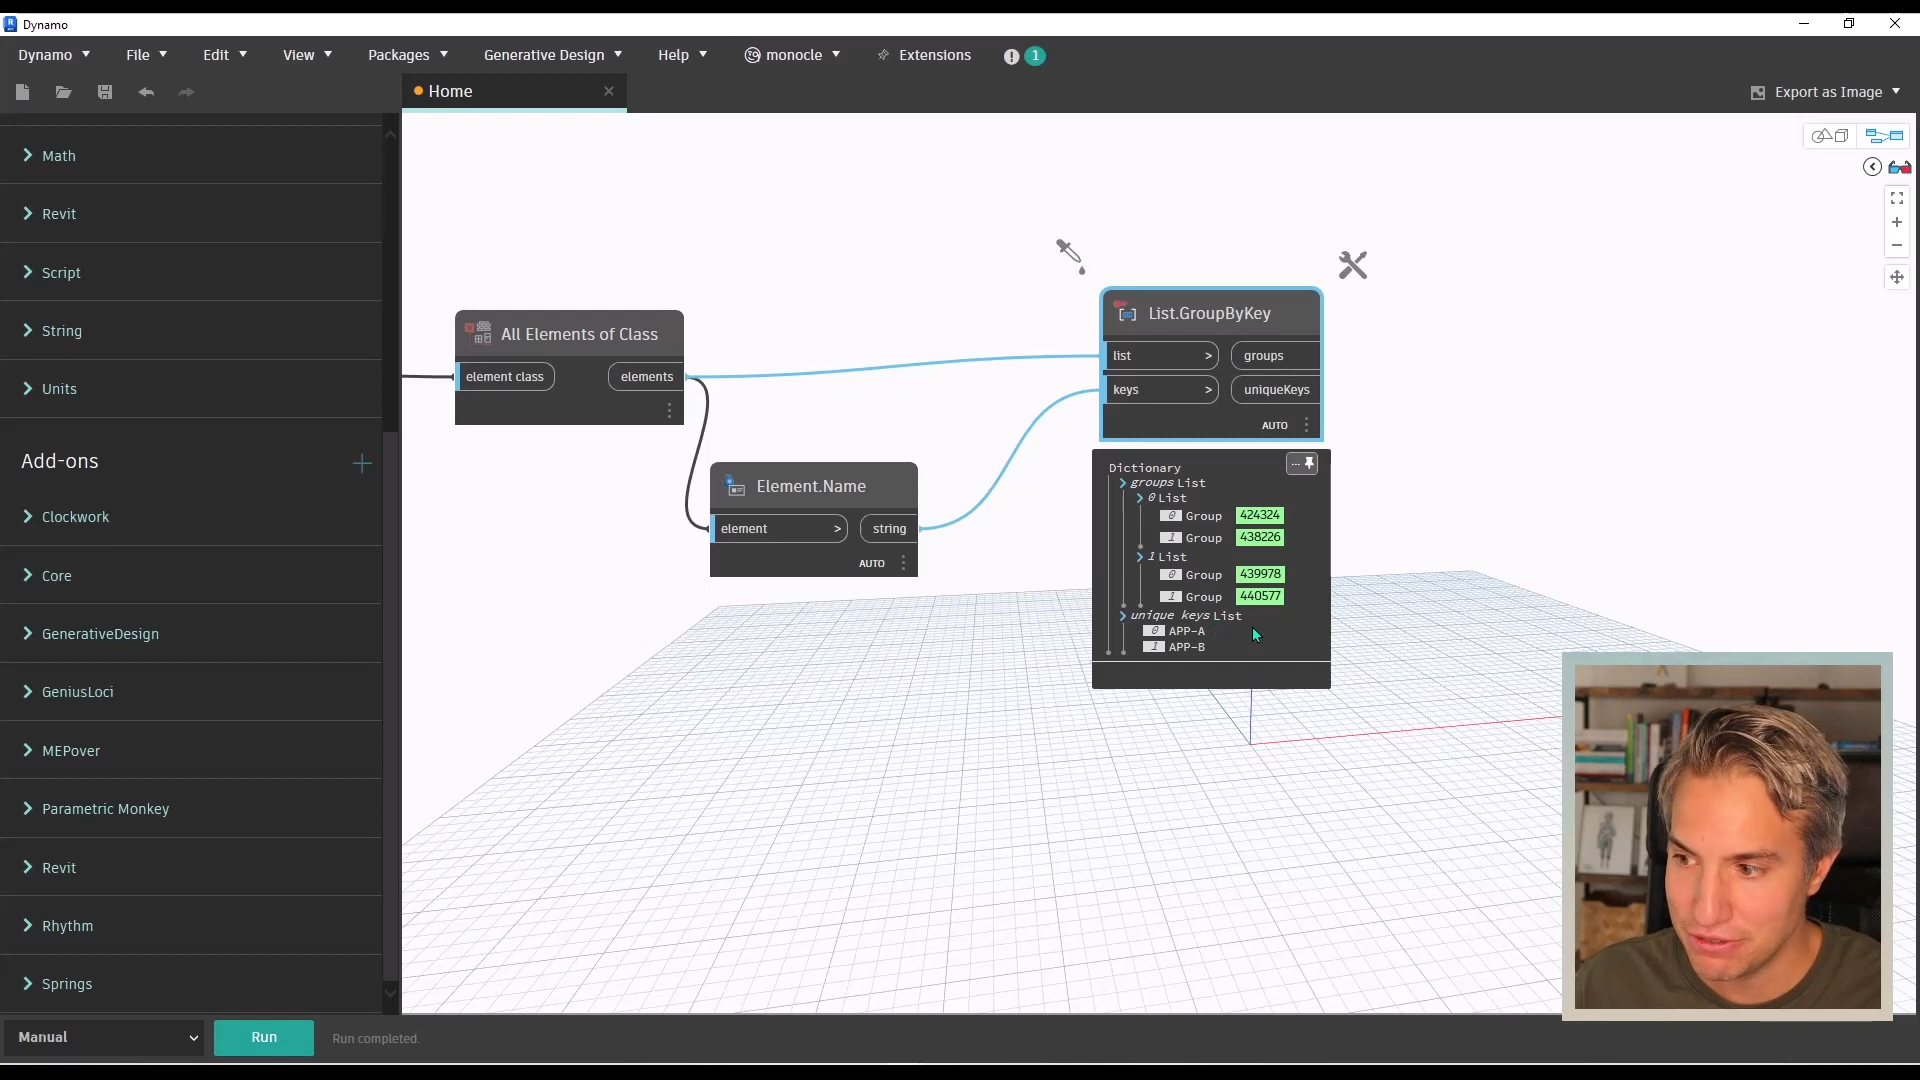 Dynamo
Dynamo File Edit View Packages Generative Design Help monocle Extensions 1
Home
Export as Image
Math
Revit
Script
String
Units
Add-ons
Clockwork
Core
GenerativeDesign
GeniusLoci
MEPover
Parametric Monkey
Revit
Rhythm
Springs
All Elements of Class
element class elements
Element.Name
element > string
AUTO
List.GroupByKey
list > groups
keys > uniqueKeys
AUTO
Dictionary
groups List
0 List
0 Group 424324
1 Group 438226
1 List
0 Group 439978
1 Group 440577
unique keys List
0 APP-A
1 APP-B
Manual Run Run completed.